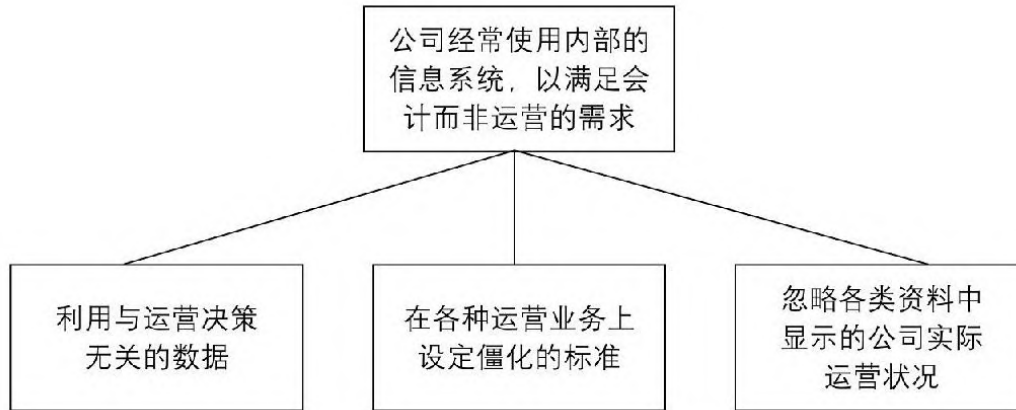 公司经常使用内部的
信息系统，以满足会
计而非运营的需求
利用与运营决策
无关的数据
在各种运营业务上
设定僵化的标准
忽略各类资料中
显示的公司实际
运营状况